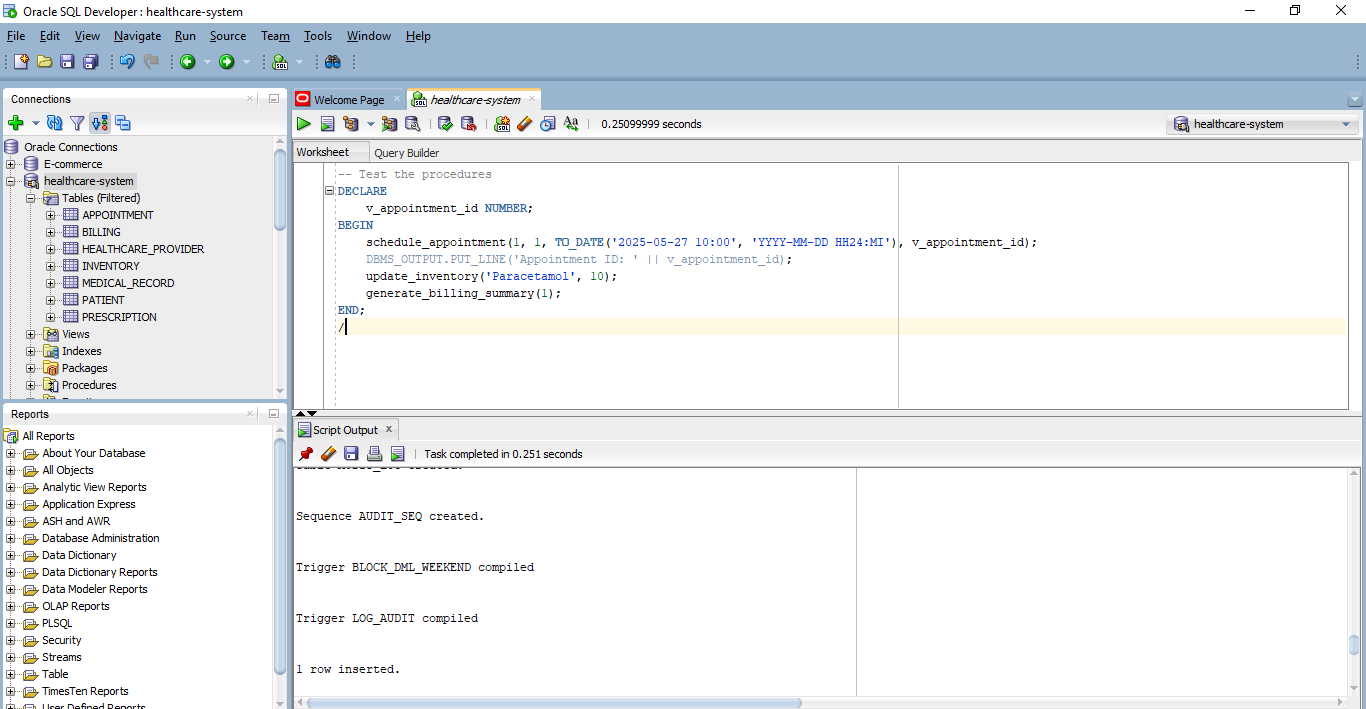 Oracle SQL Developer : healthcare-system
File Edit View Navigate Run Source Team Tools Window Help
Connections
Oracle Connections
E-commerce
healthcare-system
Tables (Filtered)
APPOINTMENT
BILLING
HEALTHCARE_PROVIDER
INVENTORY
MEDICAL_RECORD
PATIENT
PRESCRIPTION
Views
Indexes
Packages
Procedures
Reports
All Reports
About Your Database
All Objects
Analytic View Reports
Application Express
ASH and AWR
Database Administration
Data Dictionary
Data Dictionary Reports
Data Modeler Reports
OLAP Reports
PLSQL
Security
Streams
Table
TimesTen Reports
User Defined Reports
Welcome Page healthcare-system
SQL Aa 0.25099999 seconds healthcare-system
Worksheet Query Builder
-- Test the procedures
DECLARE
v_appointment_id NUMBER;
BEGIN
schedule_appointment(1, 1, TO_DATE('2025-05-27 10:00', 'YYYY-MM-DD HH24:MI'), v_appointment_id);
DBMS_OUTPUT.PUT_LINE('Appointment ID: ' || v_appointment_id);
update_inventory('Paracetamol', 10);
generate_billing_summary(1);
END;
/
Script Output
Task completed in 0.251 seconds
Sequence AUDIT_SEQ created.
Trigger BLOCK_DML_WEEKEND compiled
Trigger LOG_AUDIT compiled
1 row inserted.